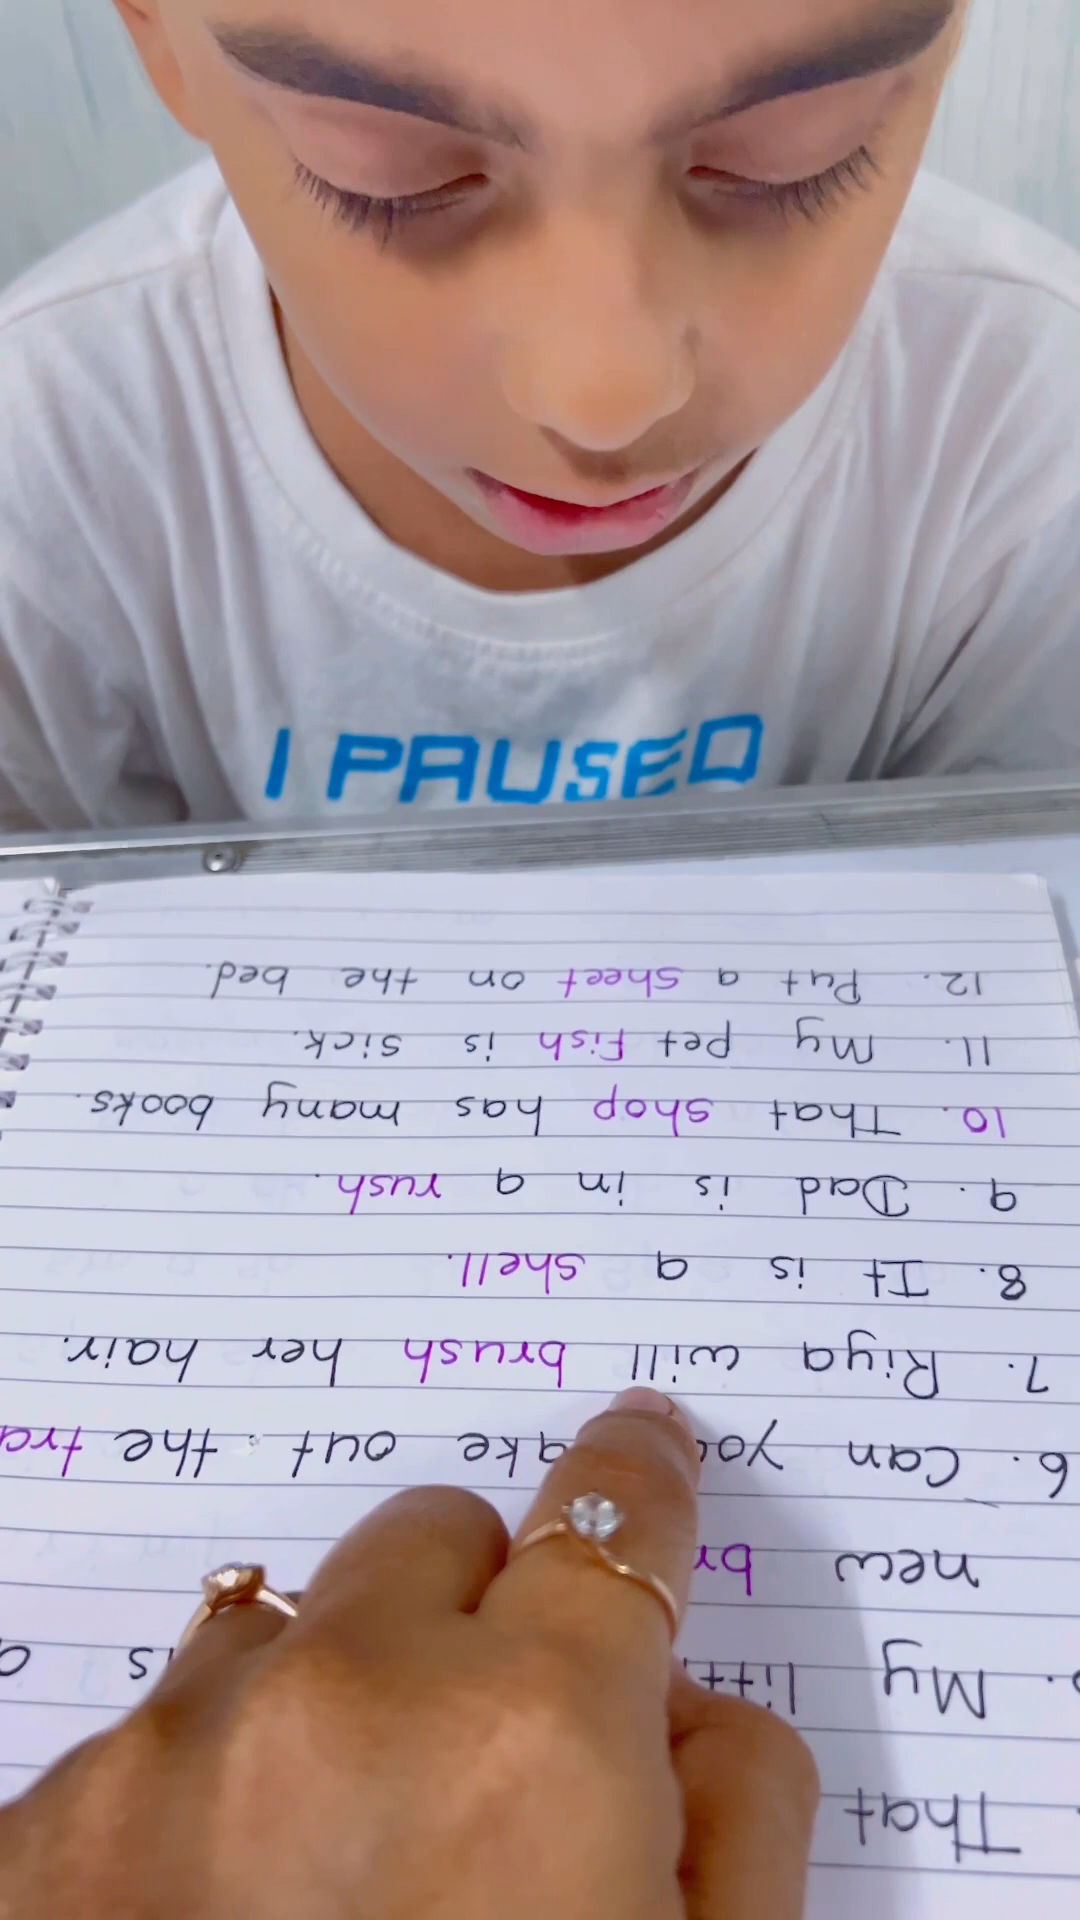 I PAUSED
That
My
is a
new
6. Can you take out the
7. Riya will brush her hair.
8. It is a shell.
9. Dad is in a rush.
10. That shop has many books.
11. My pet fish is sick.
12. Put a sheet on the bed.